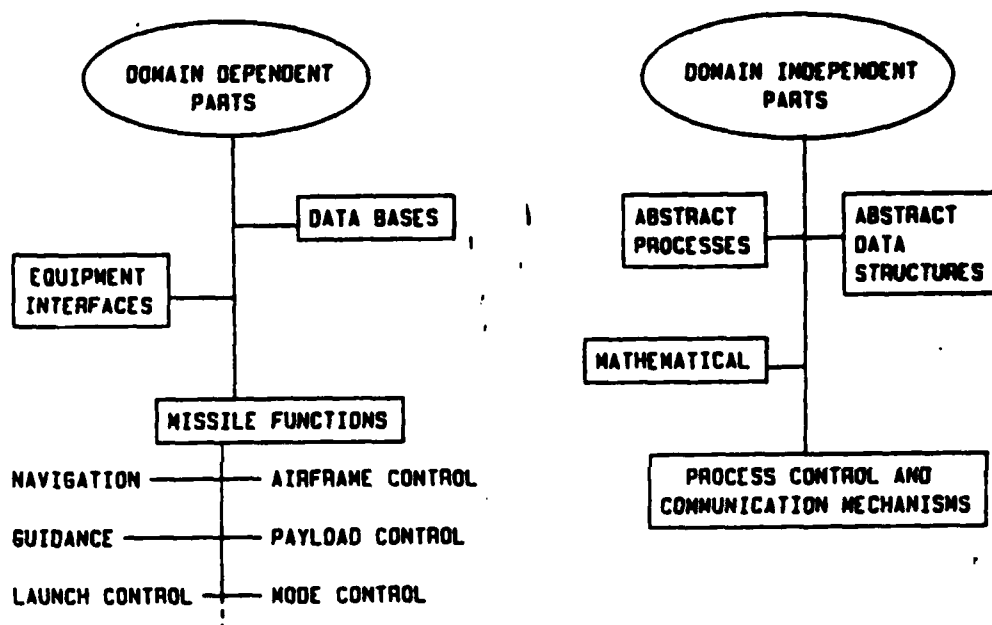 DOMAIN DEPENDENT
PARTS
DATA BASES
EQUIPMENT
INTERFACES
MISSILE FUNCTIONS
NAVIGATION
AIRFRAME CONTROL
GUIDANCE
PAYLOAD CONTROL
LAUNCH CONTROL
MODE CONTROL
DOMAIN INDEPENDENT
PARTS
ABSTRACT
PROCESSES
ABSTRACT
DATA
STRUCTURES
MATHEMATICAL
PROCESS CONTROL AND
COMMUNICATION MECHANISMS